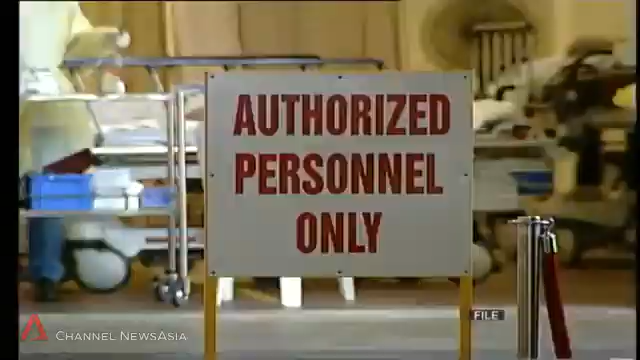 AUTHORIZED
PERSONNEL
ONLY
FILE
CHANNEL NEWSASIA